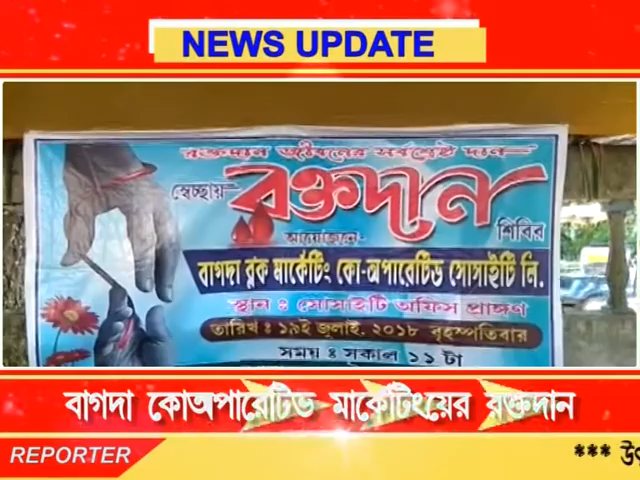 NEWS UPDATE
রক্তদান জীবনের সর্বশ্রেষ্ঠ দান
স্বেচ্ছায় রক্তদান শিবির
আয়োজনে-
বাগদা ব্লক মার্কেটিং কো-অপারেটিভ সোসাইটি লি.
স্থান : সোসাইটি অফিস প্রাঙ্গণ
তারিখ : ১৯ই জুলাই, ২০১৮ বৃহস্পতিবার
সময় : সকাল ১১ টা
বাগদা কোঅপারেটিভ মার্কেটিংয়ের রক্তদান
REPORTER
***